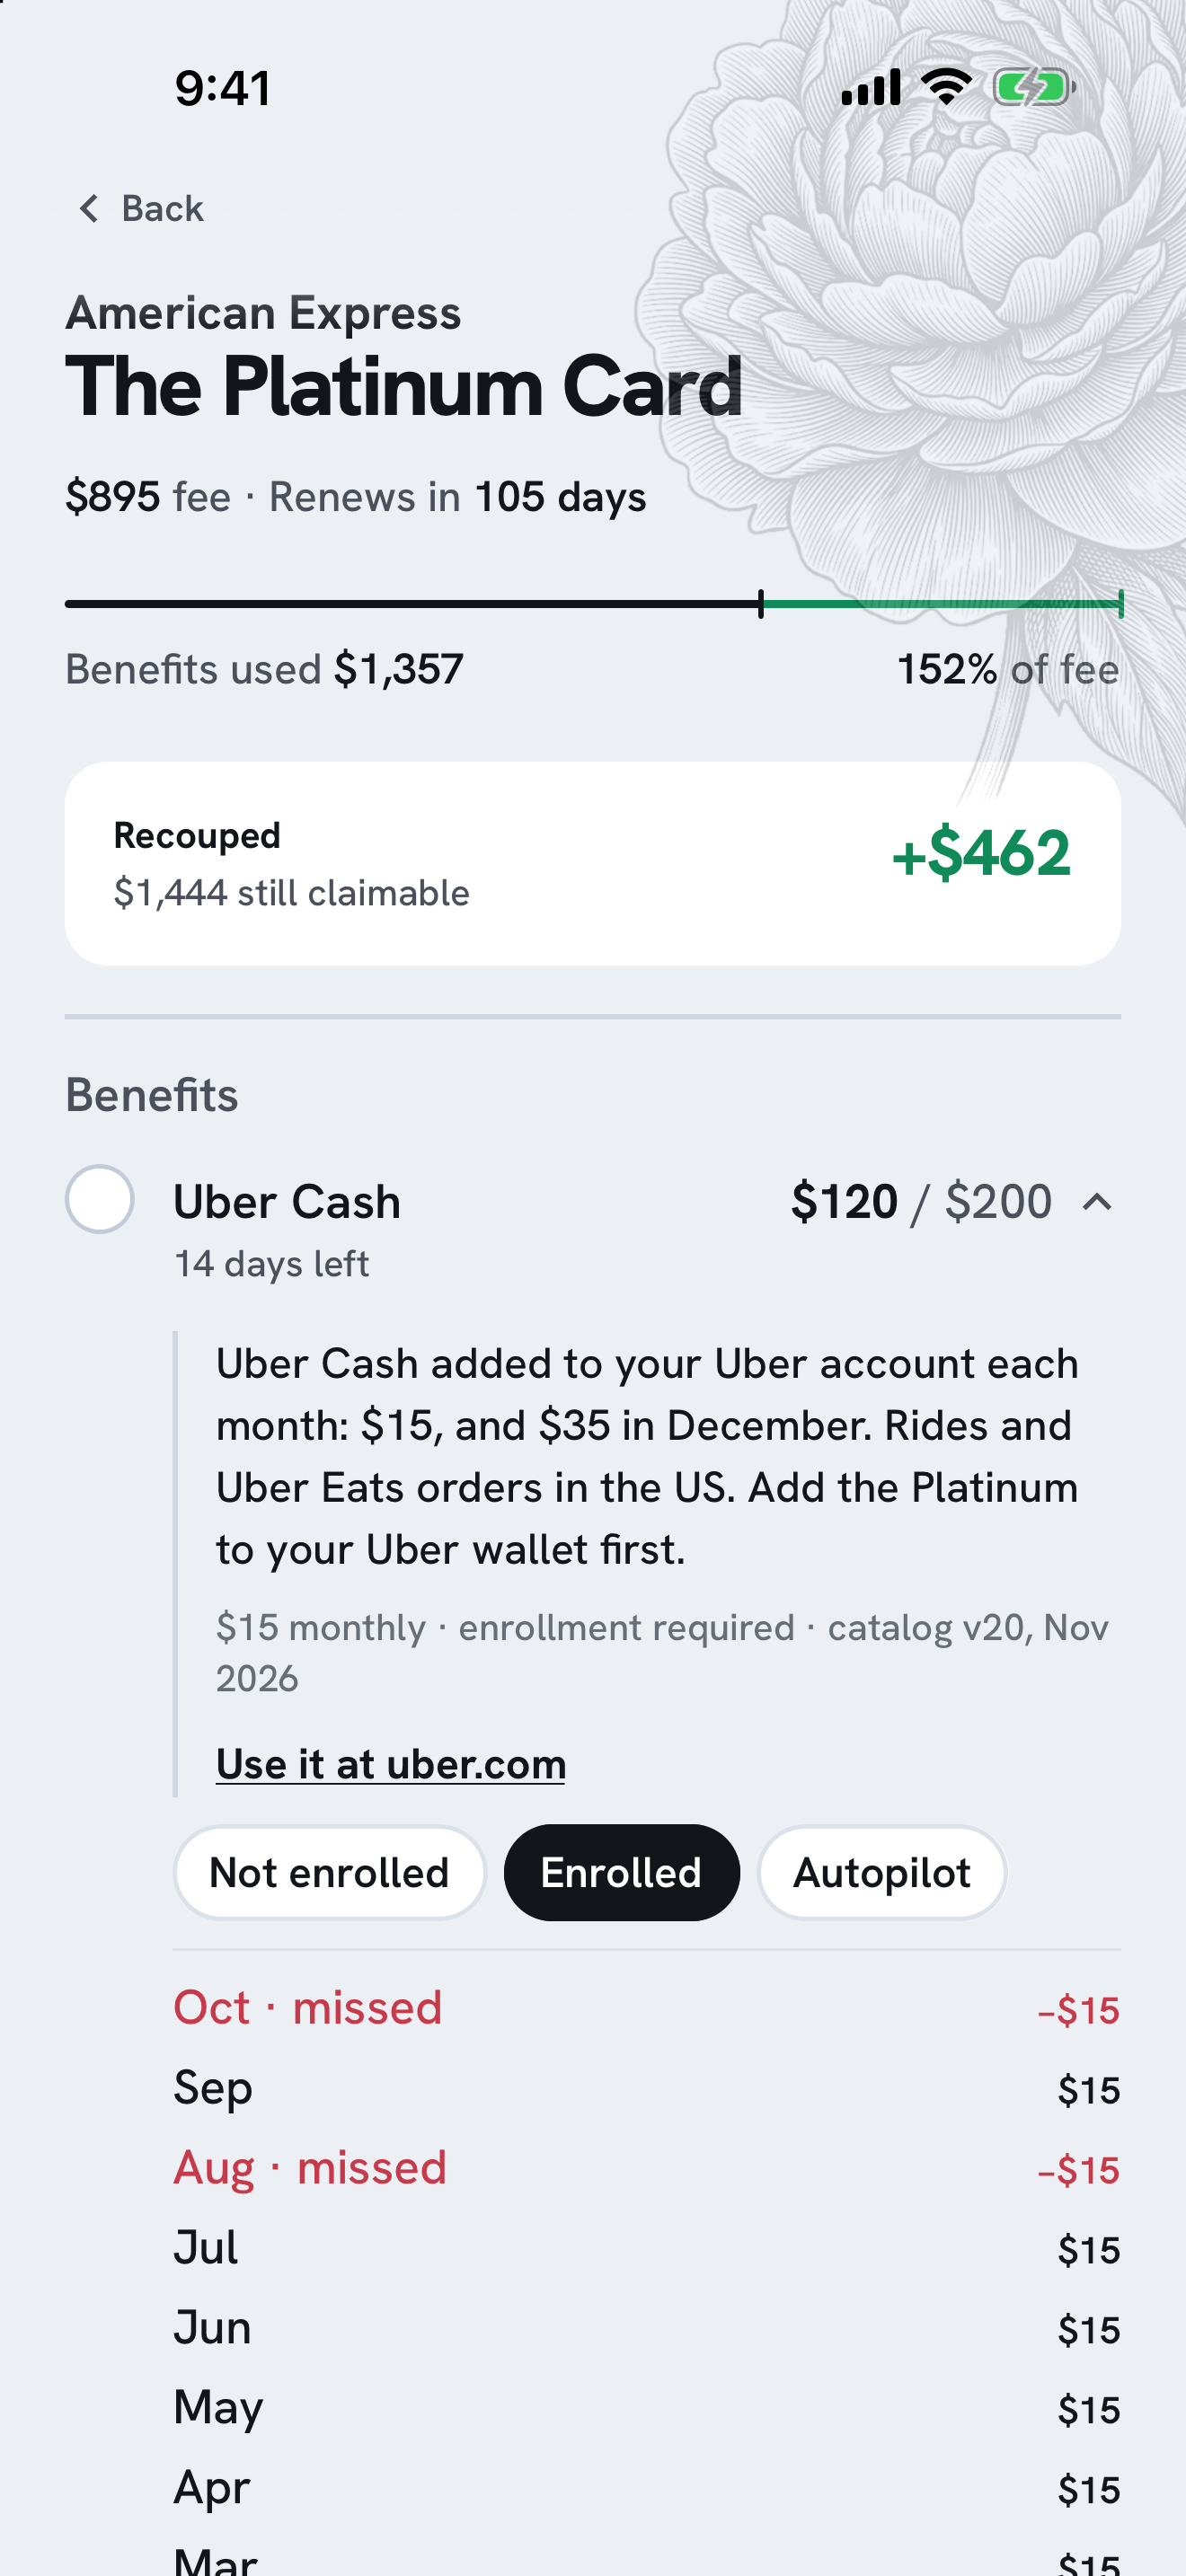 9:41
Back
American Express
The Platinum Card
$895 fee · Renews in 105 days
Benefits used $1,357 152% of fee
Recouped
+$462
$1,444 still claimable
Benefits
Uber Cash $120 / $200
14 days left
Uber Cash added to your Uber account each
month: $15, and $35 in December. Rides and
Uber Eats orders in the US. Add the Platinum
to your Uber wallet first.
$15 monthly · enrollment required · catalog v20, Nov
2026
Use it at uber.com
Not enrolled Enrolled Autopilot
Oct · missed –$15
Sep $15
Aug · missed –$15
Jul $15
Jun $15
May $15
Apr $15
Mar $15